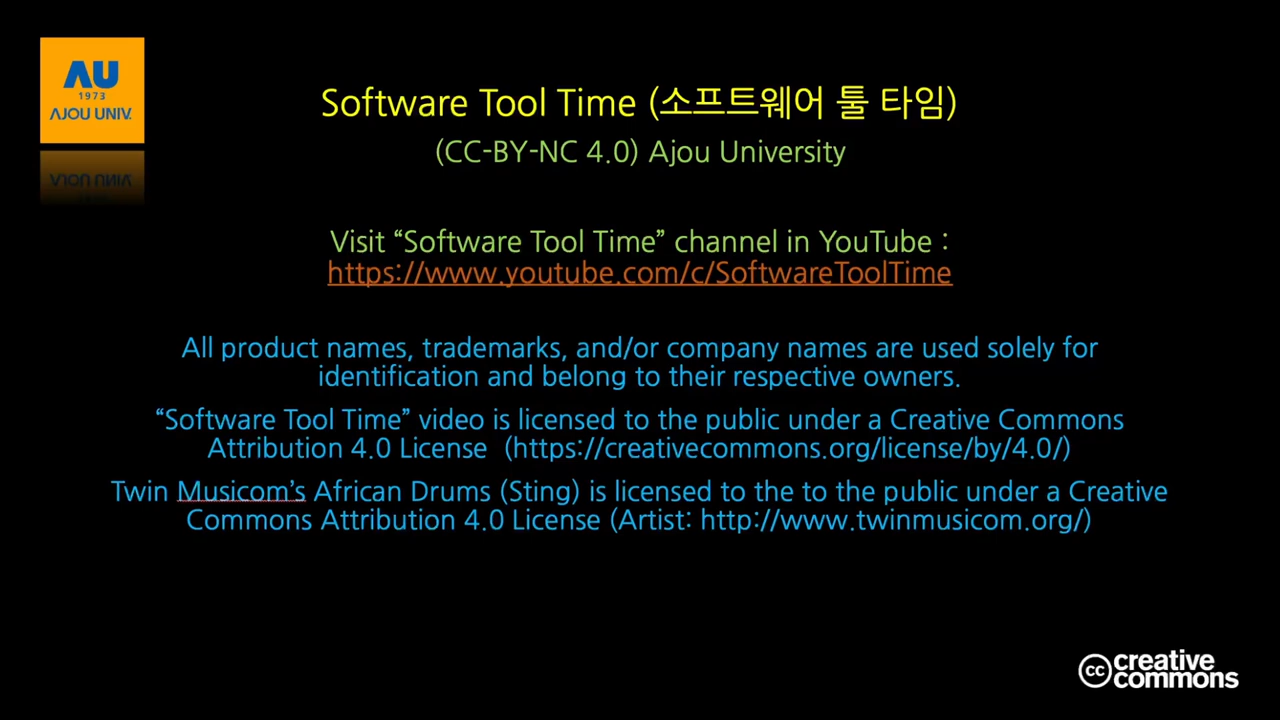 AU
1973
AJOU UNIV.
Software Tool Time (소프트웨어 툴 타임)
(CC-BY-NC 4.0) Ajou University
Visit “Software Tool Time” channel in YouTube :
https://www.youtube.com/c/SoftwareToolTime
All product names, trademarks, and/or company names are used solely for
identification and belong to their respective owners.
“Software Tool Time” video is licensed to the public under a Creative Commons
Attribution 4.0 License (https://creativecommons.org/license/by/4.0/)
Twin Musicom’s African Drums (Sting) is licensed to the to the public under a Creative
Commons Attribution 4.0 License (Artist: http://www.twinmusicom.org/)
cc creative
commons